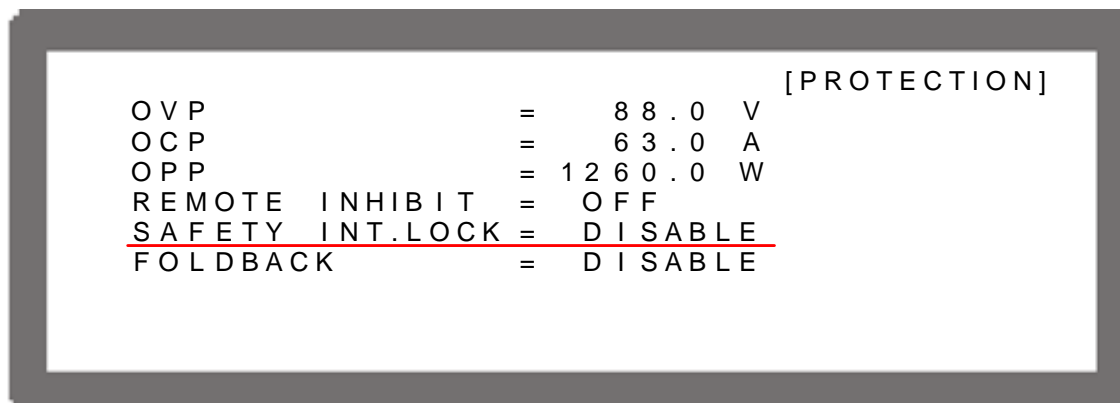 [PROTECTION]
OVP = 88.0 V
OCP = 63.0 A
OPP = 1260.0 W
REMOTE INHIBIT = OFF
SAFETY INT.LOCK = DISABLE
FOLDBACK = DISABLE